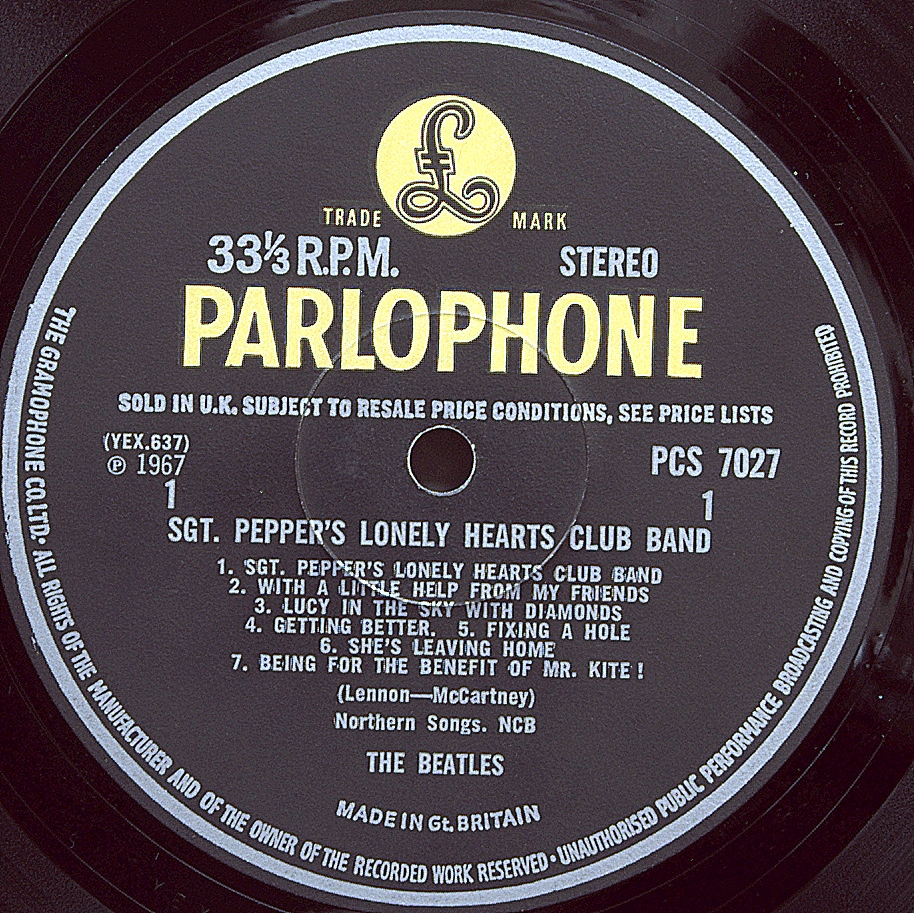 £
TRADE MARK
33⅓ R.P.M. STEREO
PARLOPHONE
SOLD IN U.K. SUBJECT TO RESALE PRICE CONDITIONS, SEE PRICE LISTS
(YEX.637)
℗ 1967 PCS 7027
1 1
SGT. PEPPER'S LONELY HEARTS CLUB BAND
1. SGT. PEPPER'S LONELY HEARTS CLUB BAND
2. WITH A LITTLE HELP FROM MY FRIENDS
3. LUCY IN THE SKY WITH DIAMONDS
4. GETTING BETTER. 5. FIXING A HOLE
6. SHE'S LEAVING HOME
7. BEING FOR THE BENEFIT OF MR. KITE!
(Lennon—McCartney)
Northern Songs. NCB
THE BEATLES
MADE IN Gt. BRITAIN
THE GRAMOPHONE CO. LTD. • ALL RIGHTS OF THE MANUFACTURER AND OF THE OWNER OF THE RECORDED WORK RESERVED • UNAUTHORISED PUBLIC PERFORMANCE BROADCASTING AND COPYING OF THIS RECORD PROHIBITED